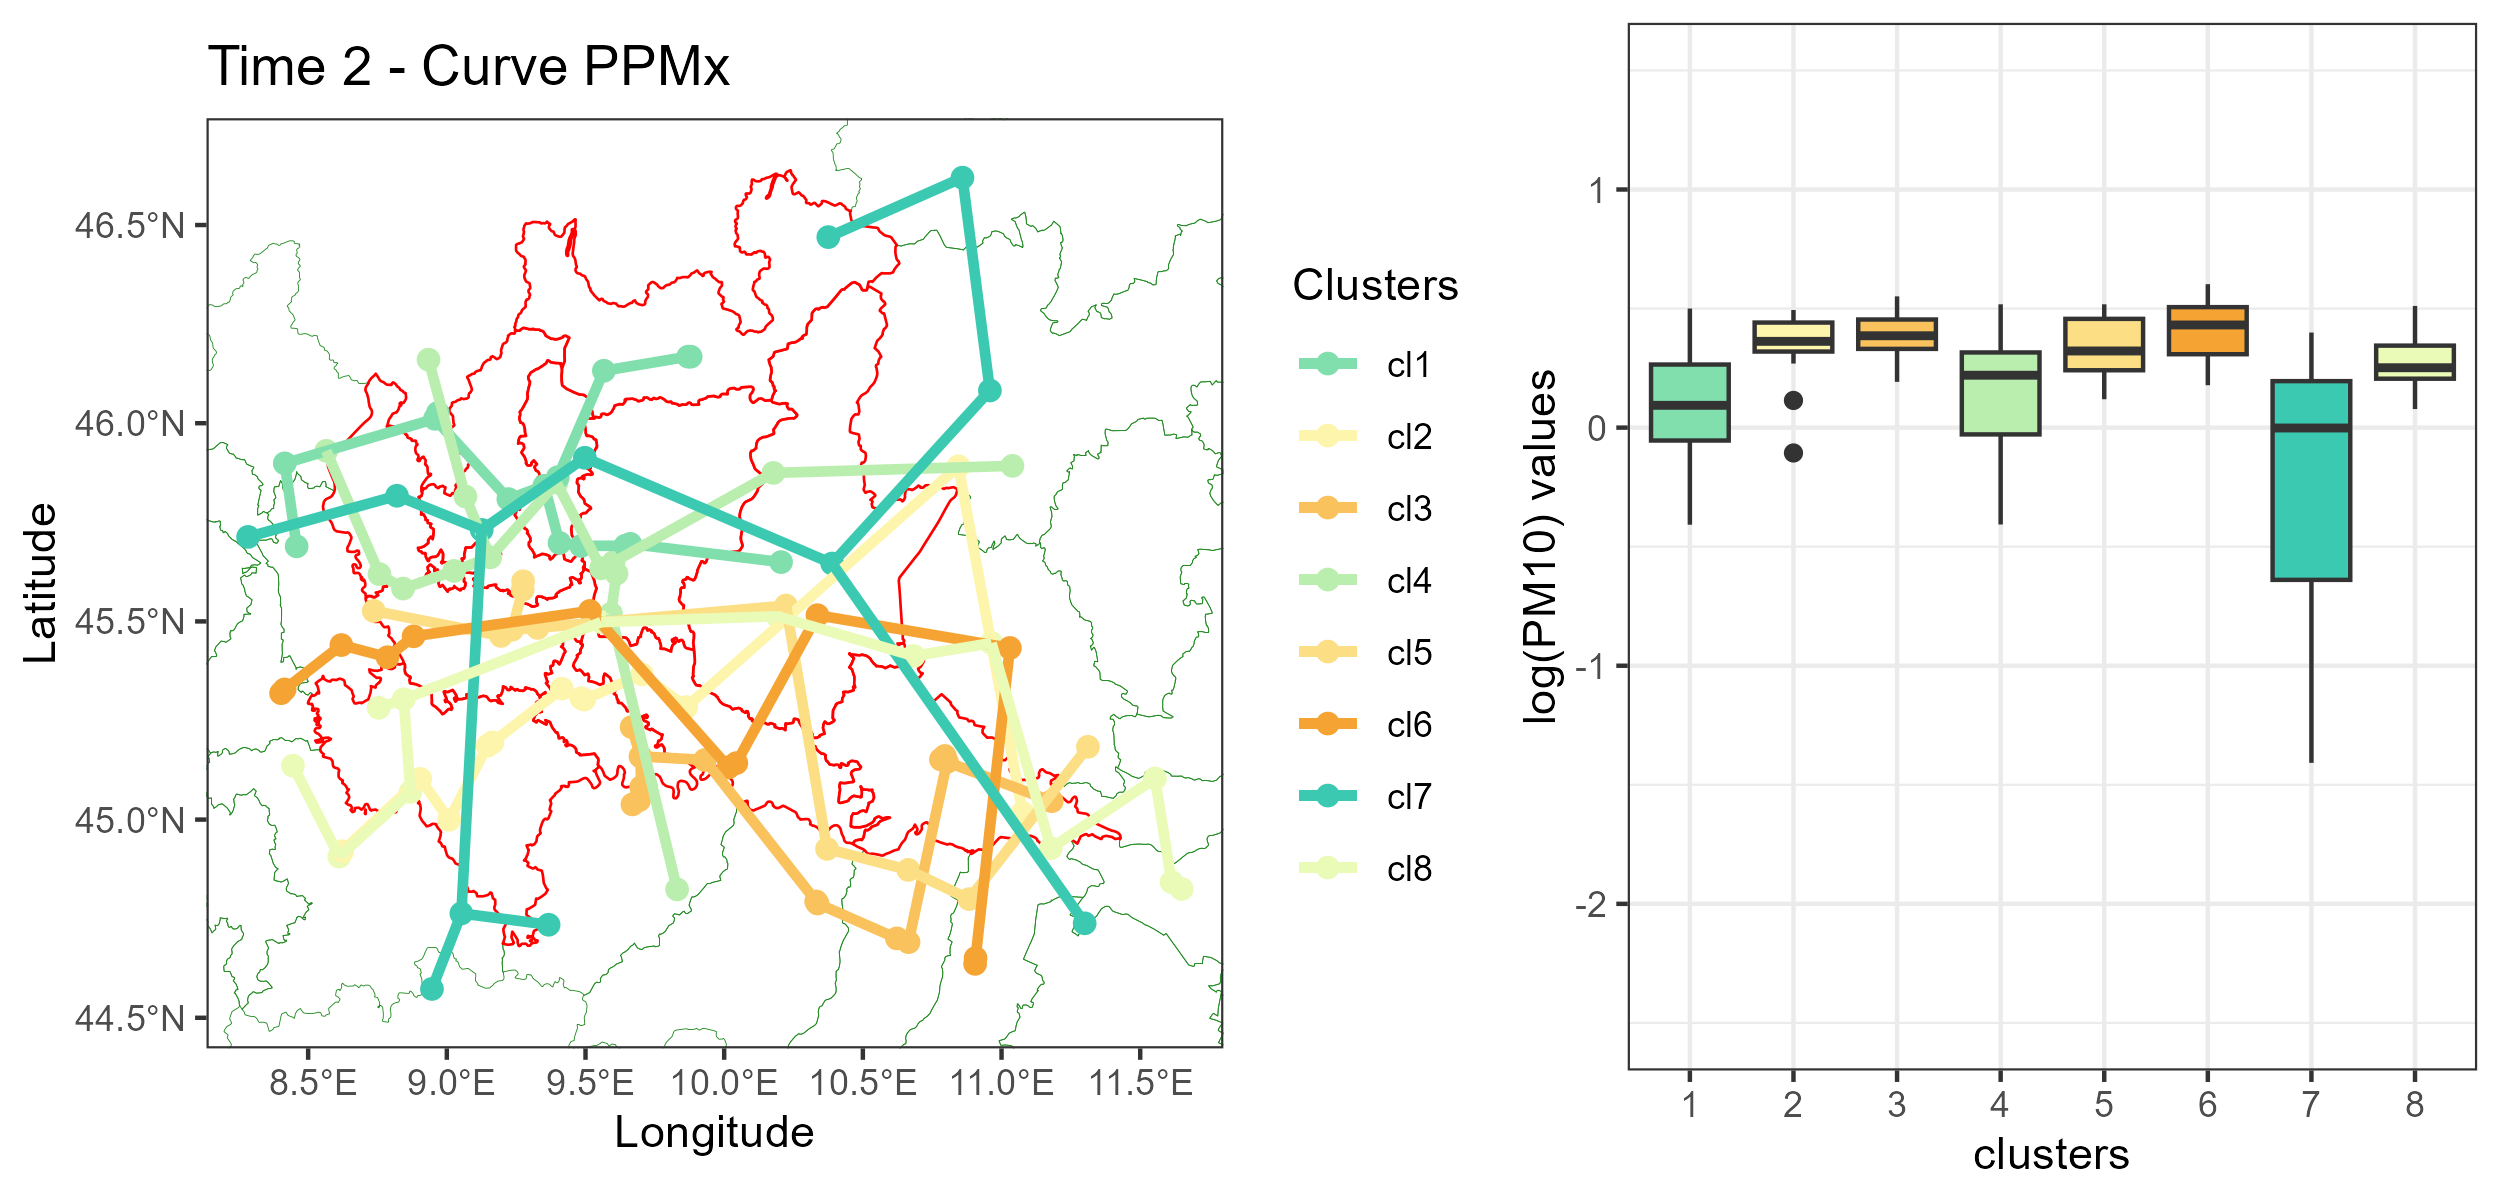 Time 2 - Curve PPMx
Latitude
46.5°N
46.0°N
45.5°N
45.0°N
44.5°N
8.5°E
9.0°E
9.5°E
10.0°E
10.5°E
11.0°E
11.5°E
Longitude
Clusters
cl1
cl2
cl3
cl4
cl5
cl6
cl7
cl8
log(PM10) values
1
0
-1
-2
1
2
3
4
5
6
7
8
clusters